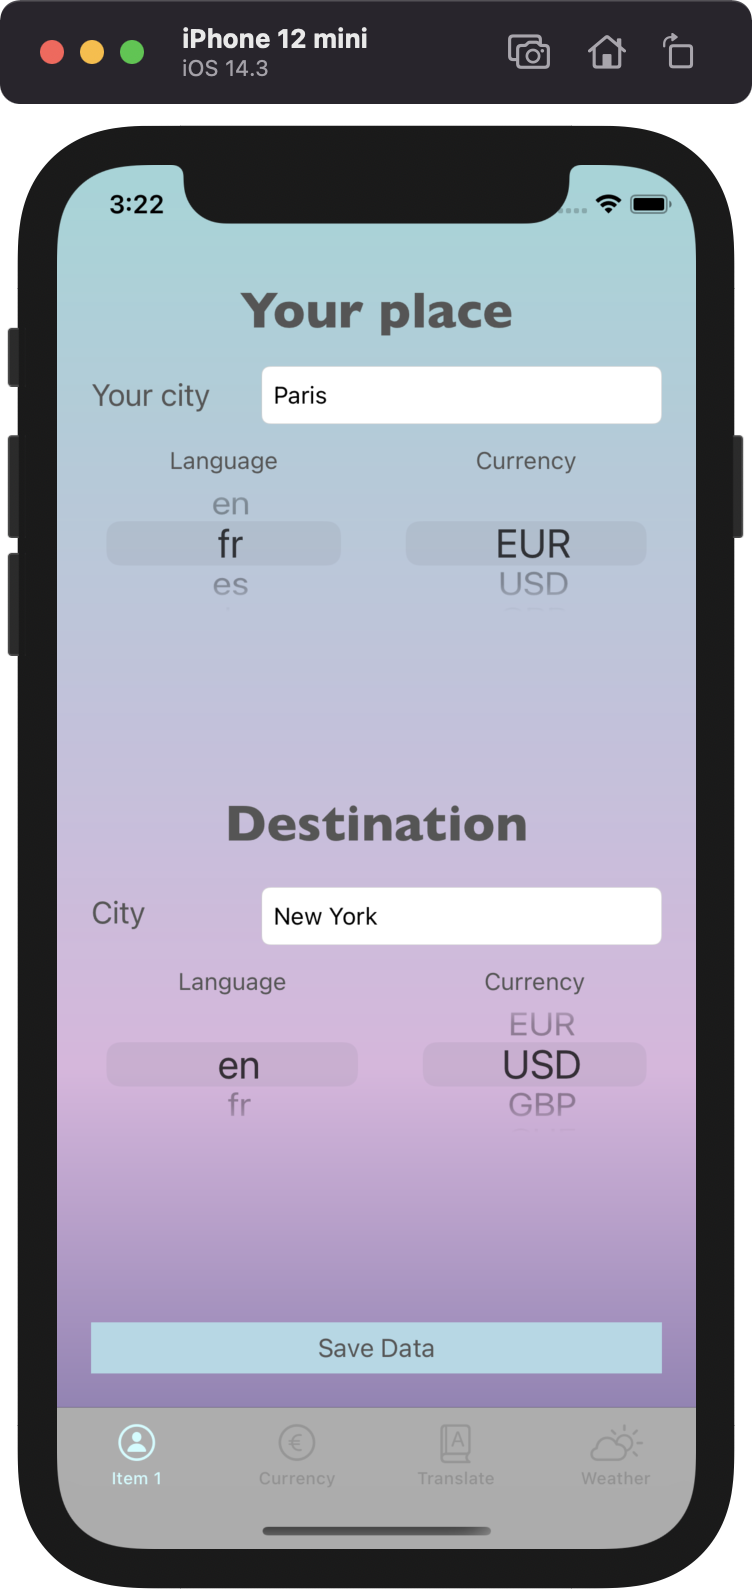 iPhone 12 mini
iOS 14.3
3:22
Your place
Your city
Paris
Language
Currency
en
fr
EUR
es
USD
Destination
City
New York
Language
Currency
EUR
en
USD
fr
GBP
Save Data
Item 1
Currency
Translate
Weather